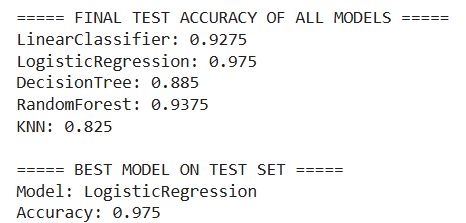 ===== FINAL TEST ACCURACY OF ALL MODELS =====
LinearClassifier: 0.9275
LogisticRegression: 0.975
DecisionTree: 0.885
RandomForest: 0.9375
KNN: 0.825

===== BEST MODEL ON TEST SET =====
Model: LogisticRegression
Accuracy: 0.975